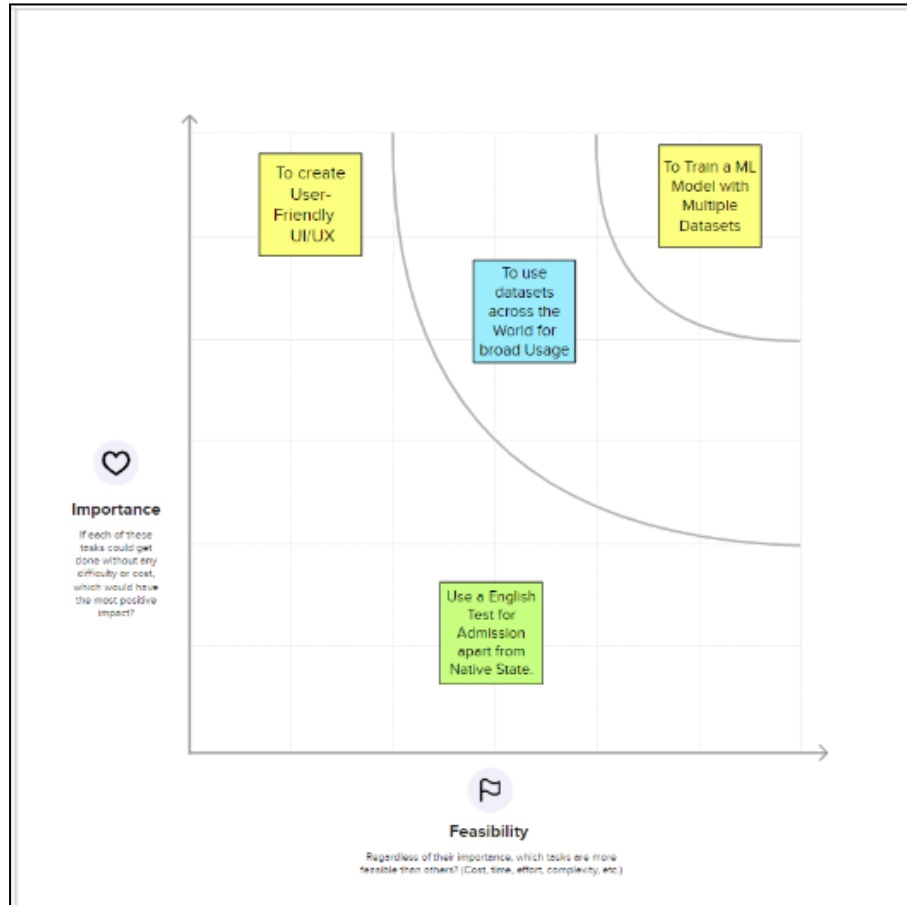 To create
User-
Friendly
UI/UX
To Train a ML
Model with
Multiple
Datasets
To use
datasets
across the
World for
broad Usage
Importance
If each of these
tasks could get
done without any
difficulty or cost,
which would have
the most positive
impact?
Use a English
Test for
Admission
apart from
Native State.
Feasibility
Regardless of their importance, which tasks are more
feasible than others? (Cost, time, effort, complexity, etc.)